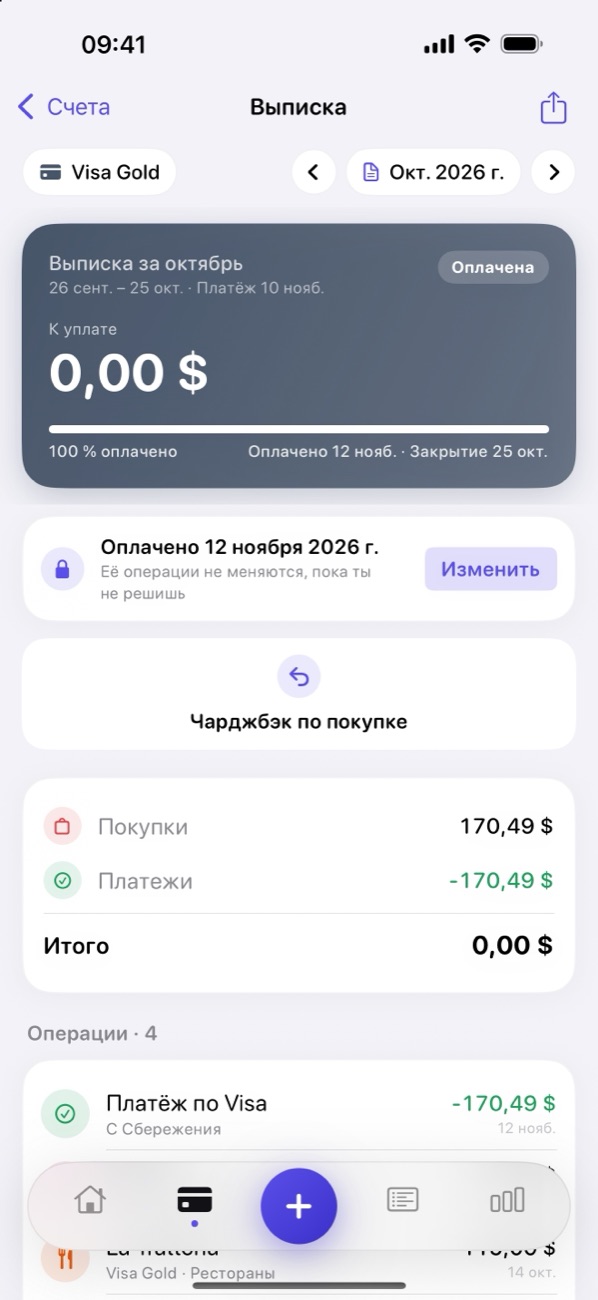 09:41
Счета
Выписка
Visa Gold
Окт. 2026 г.
Выписка за октябрь
Оплачена
26 сент. – 25 окт. · Платёж 10 нояб.
К уплате
0,00 $
100 % оплачено
Оплачено 12 нояб. · Закрытие 25 окт.
Оплачено 12 ноября 2026 г.
Её операции не меняются, пока ты
не решишь
Изменить
Чарджбэк по покупке
Покупки
170,49 $
Платежи
-170,49 $
Итого
0,00 $
Операции · 4
Платёж по Visa
-170,49 $
С Сбережения
12 нояб.
Visa Gold · Рестораны
14 окт.